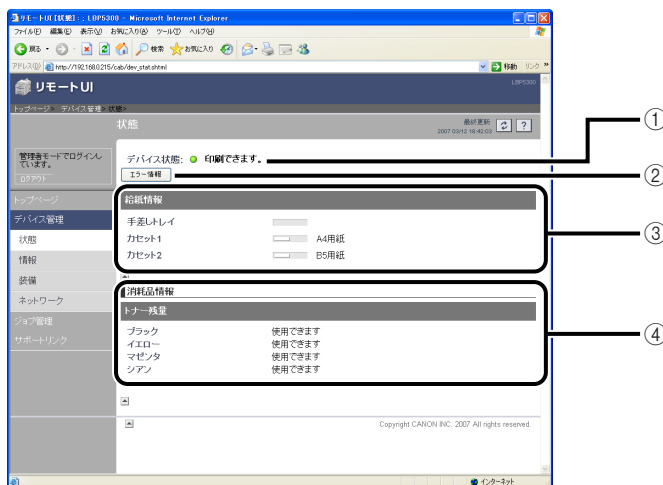 リモートUI [状態] : : LBP5300 - Microsoft Internet Explorer
ファイル(F) 編集(E) 表示(V) お気に入り(A) ツール(T) ヘルプ(H)
戻る 検索 お気に入り
アドレス(D) http://192.168.0.215/cab/dev_stat.shtml 移動 リンク »
リモートUI LBP5300
トップページ> デバイス管理> 状態>
状態 最終更新 2007 03/12 18:42:03 ?
管理者モードでログインしています。
ログアウト
トップページ
デバイス管理
状態
情報
装備
ネットワーク
ジョブ管理
サポートリンク
デバイス状態: 印刷できます。 ①
エラー情報 ②
給紙情報
手差しトレイ
カセット1 A4用紙 ③
カセット2 B5用紙
消耗品情報
トナー残量
ブラック 使用できます ④
イエロー 使用できます
マゼンタ 使用できます
シアン 使用できます
Copyright CANON INC. 2007 All rights reserved.
インターネット